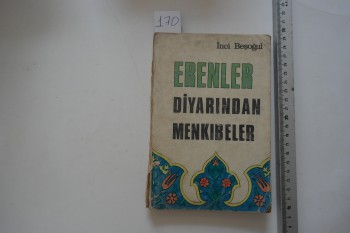 170
İnci Beşoğul
ERENLER
DİYARINDAN
MENKIBELER